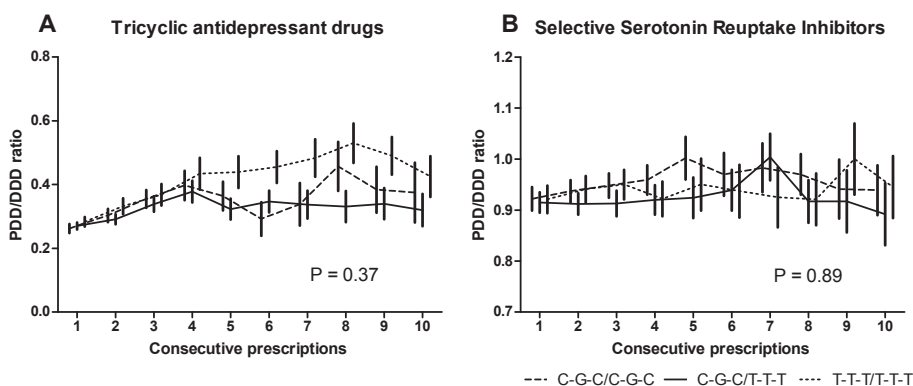 A Tricyclic antidepressant drugs
PDD/DDD ratio
0.8
0.6
0.4
0.2
0.0
P = 0.37
1 2 3 4 5 6 7 8 9 10
Consecutive prescriptions
B Selective Serotonin Reuptake Inhibitors
PDD/DDD ratio
1.2
1.1
1.0
0.9
0.8
0.7
P = 0.89
1 2 3 4 5 6 7 8 9 10
Consecutive prescriptions
C-G-C/C-G-C C-G-C/T-T-T T-T-T/T-T-T